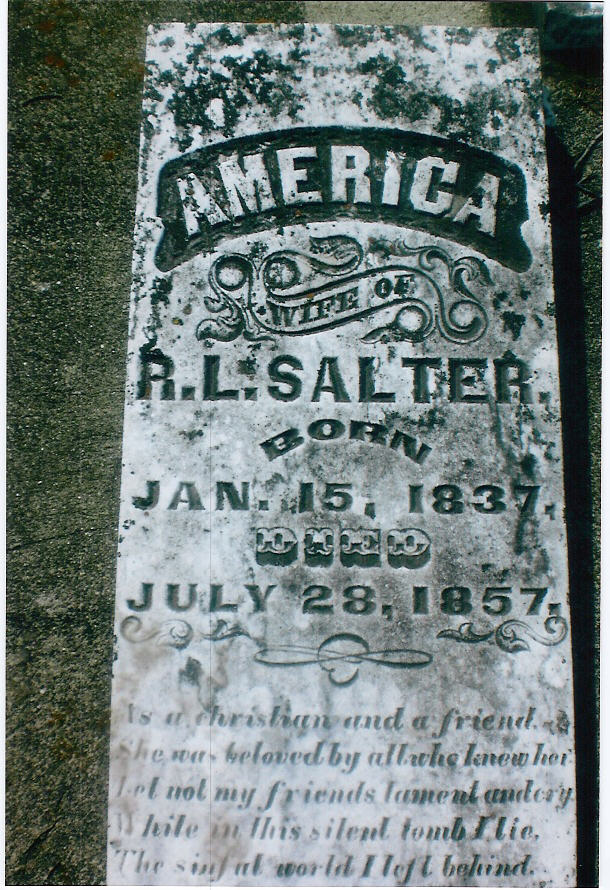 AMERICA
WIFE OF
R. L. SALTER.
BORN
JAN. 15, 1837.
DIED
JULY 28, 1857.
As a christian and a friend.
She was beloved by all who knew her
Let not my friends lament and cry
While in this silent tomb I lie.
The sinful world I left behind.